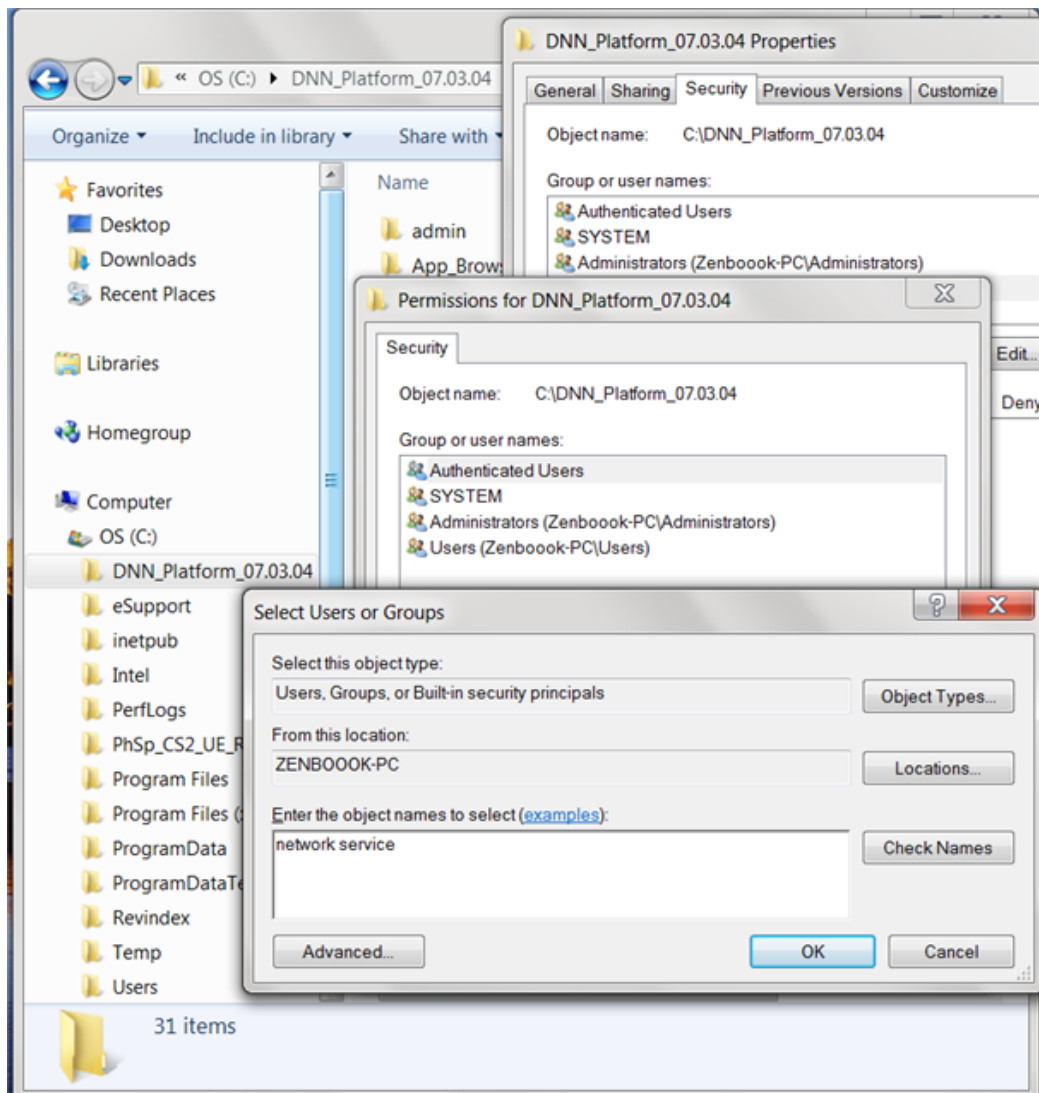 DNN_Platform_07.03.04 Properties
« OS (C:) DNN_Platform_07.03.04
General Sharing Security Previous Versions Customize
Object name: C:\DNN_Platform_07.03.04
Group or user names:
Authenticated Users
SYSTEM
Administrators (Zenboook-PC\Administrators)
Edit...
Deny
Organize Include in library Share with
Favorites
Desktop
Downloads
Recent Places
Libraries
Homegroup
Computer
OS (C:)
DNN_Platform_07.03.04
eSupport
inetpub
Intel
PerfLogs
PhSp_CS2_UE_R
Program Files
Program Files (
ProgramData
ProgramDataTe
Revindex
Temp
Users
Name
admin
App_Brows
Permissions for DNN_Platform_07.03.04
Security
Object name: C:\DNN_Platform_07.03.04
Group or user names:
Authenticated Users
SYSTEM
Administrators (Zenboook-PC\Administrators)
Users (Zenboook-PC\Users)
Select Users or Groups
Select this object type:
Users, Groups, or Built-in security principals Object Types...
From this location:
ZENBOOOK-PC Locations...
Enter the object names to select (examples):
network service Check Names
Advanced... OK Cancel
31 items